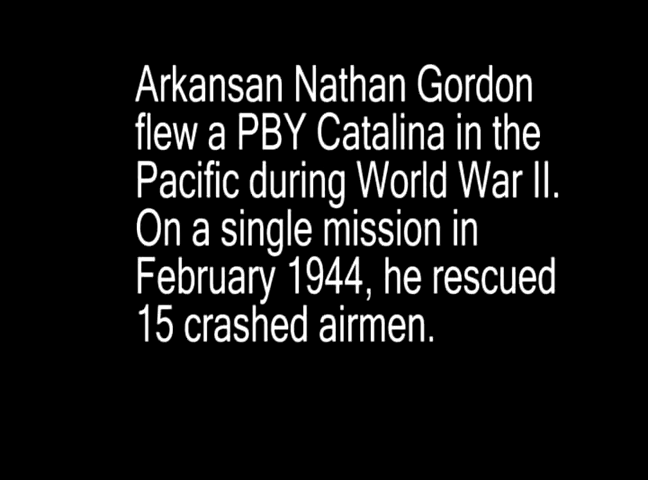 Arkansan Nathan Gordon
flew a PBY Catalina in the
Pacific during World War II.
On a single mission in
February 1944, he rescued
15 crashed airmen.